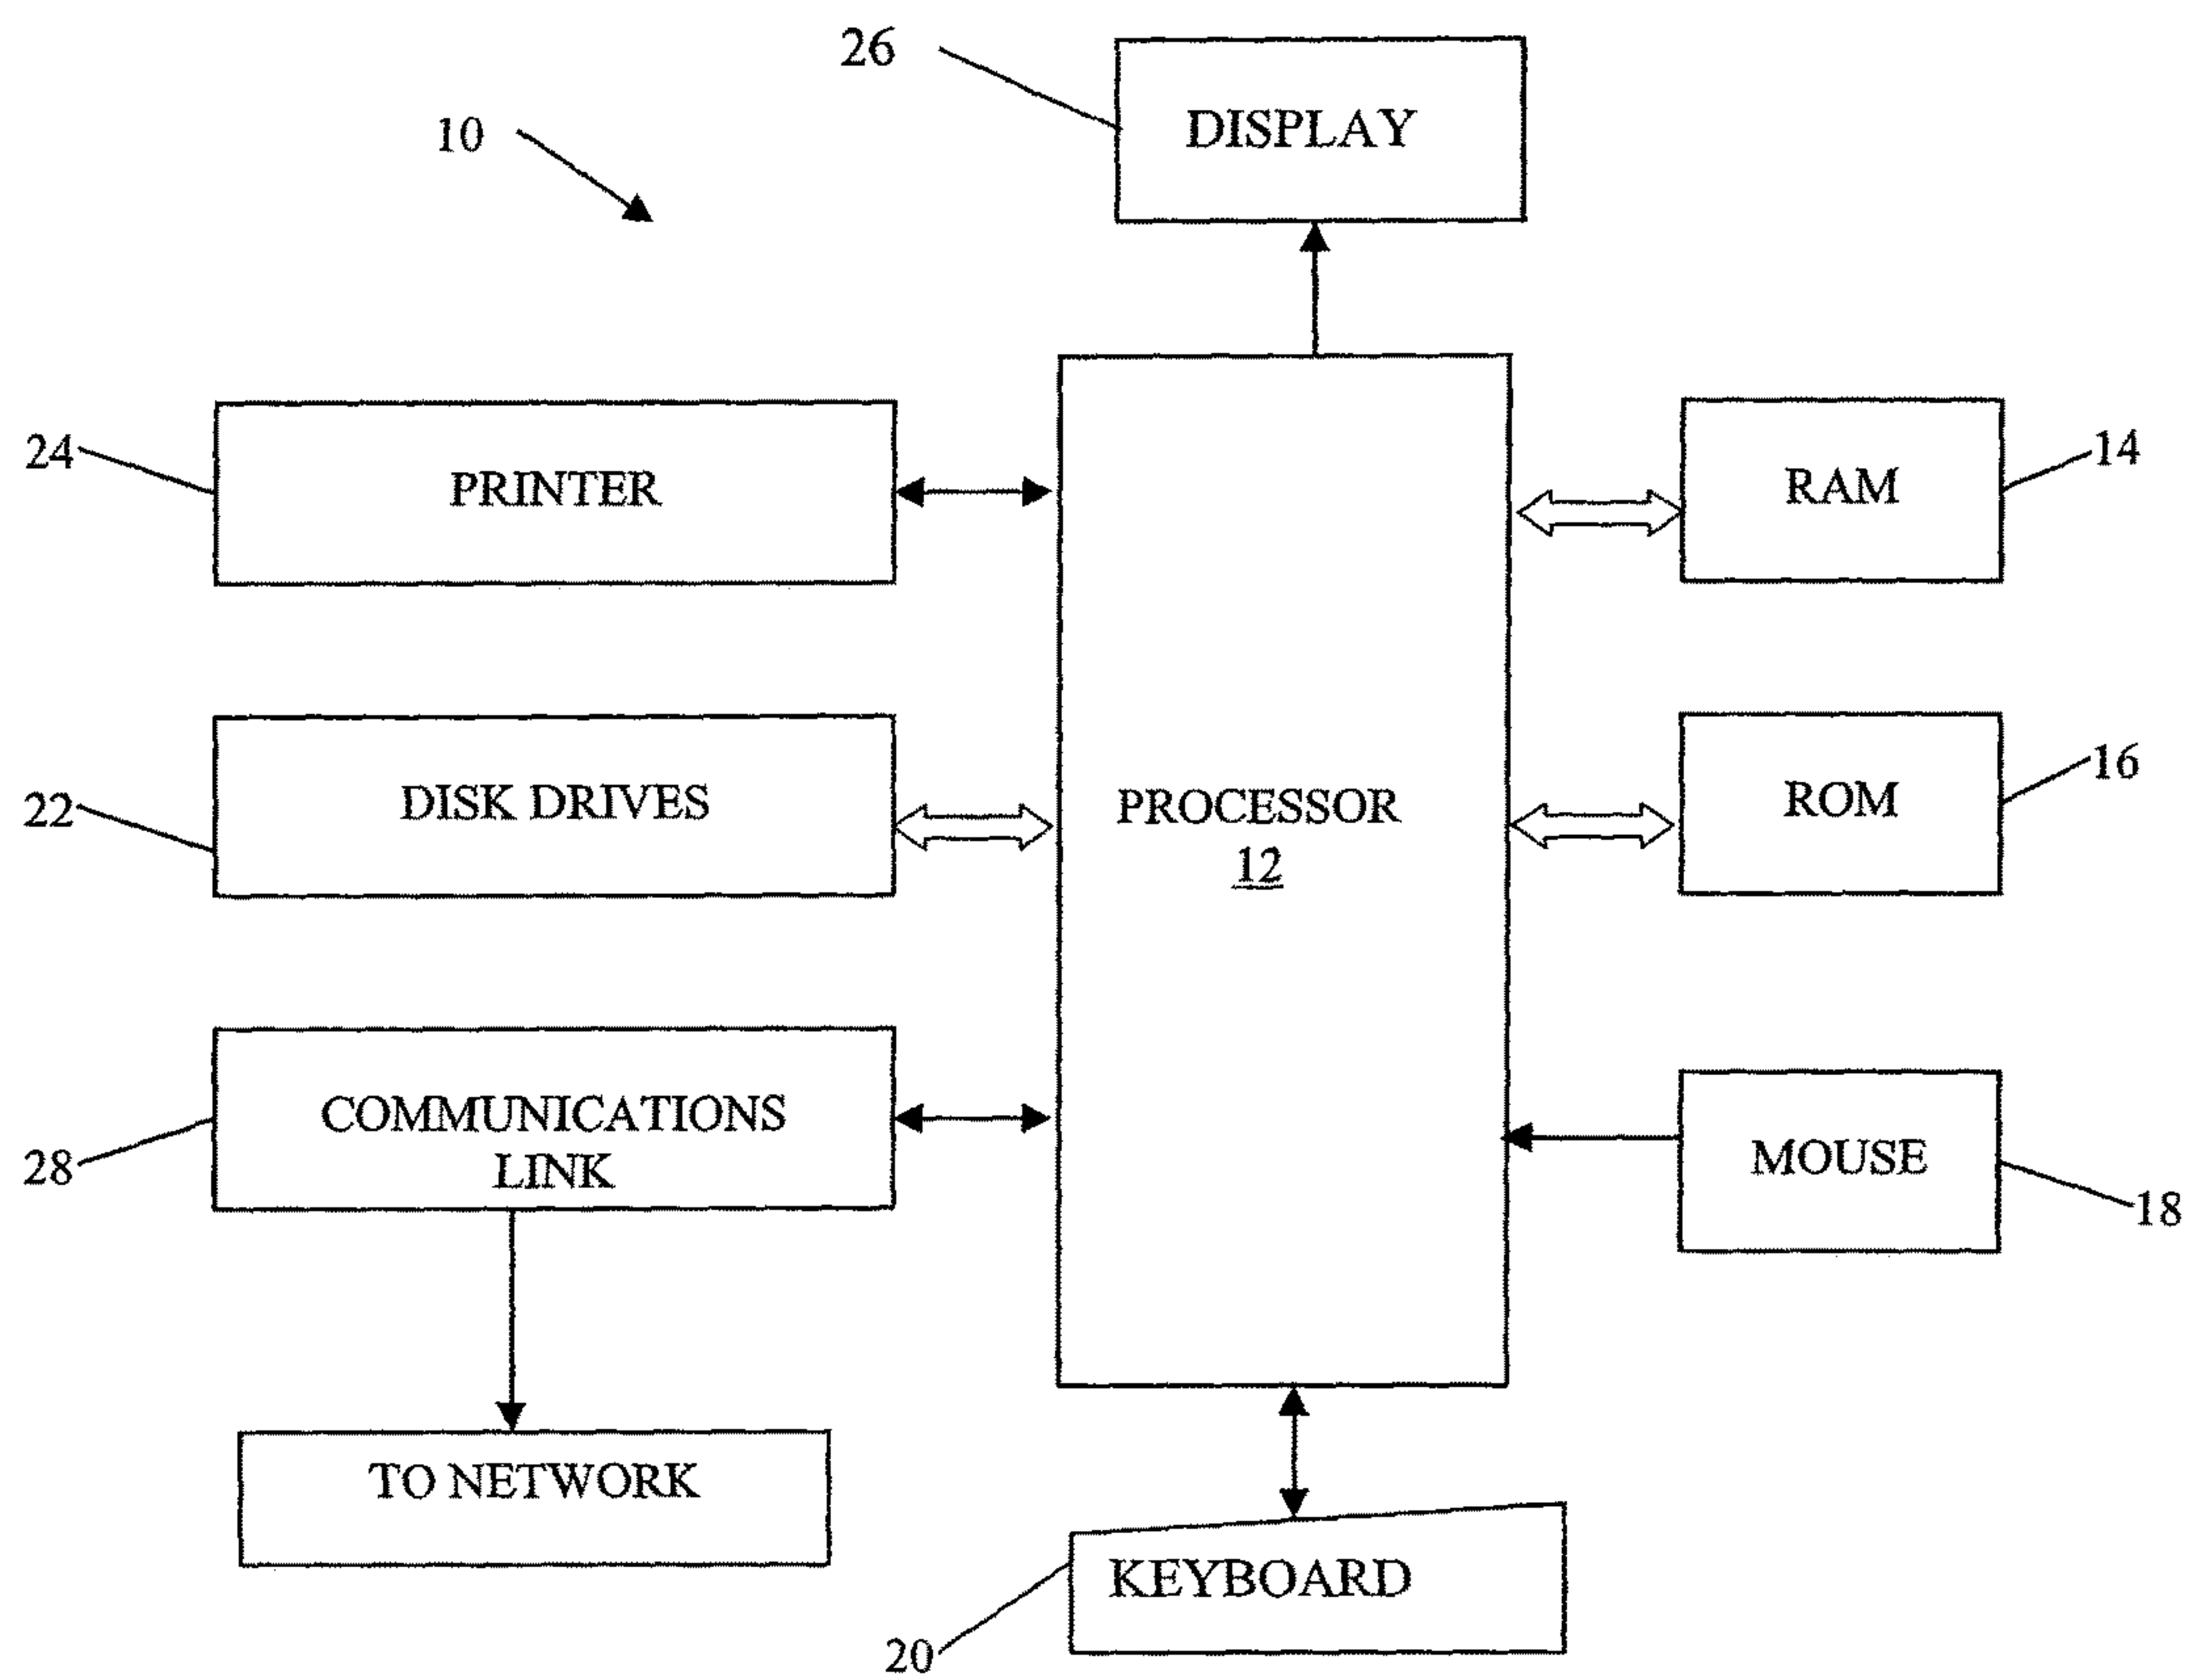 26
DISPLAY
10
24
PRINTER
RAM
14
22
DISK DRIVES
PROCESSOR
12
ROM
16
28
COMMUNICATIONS
LINK
MOUSE
18
TO NETWORK
KEYBOARD
20